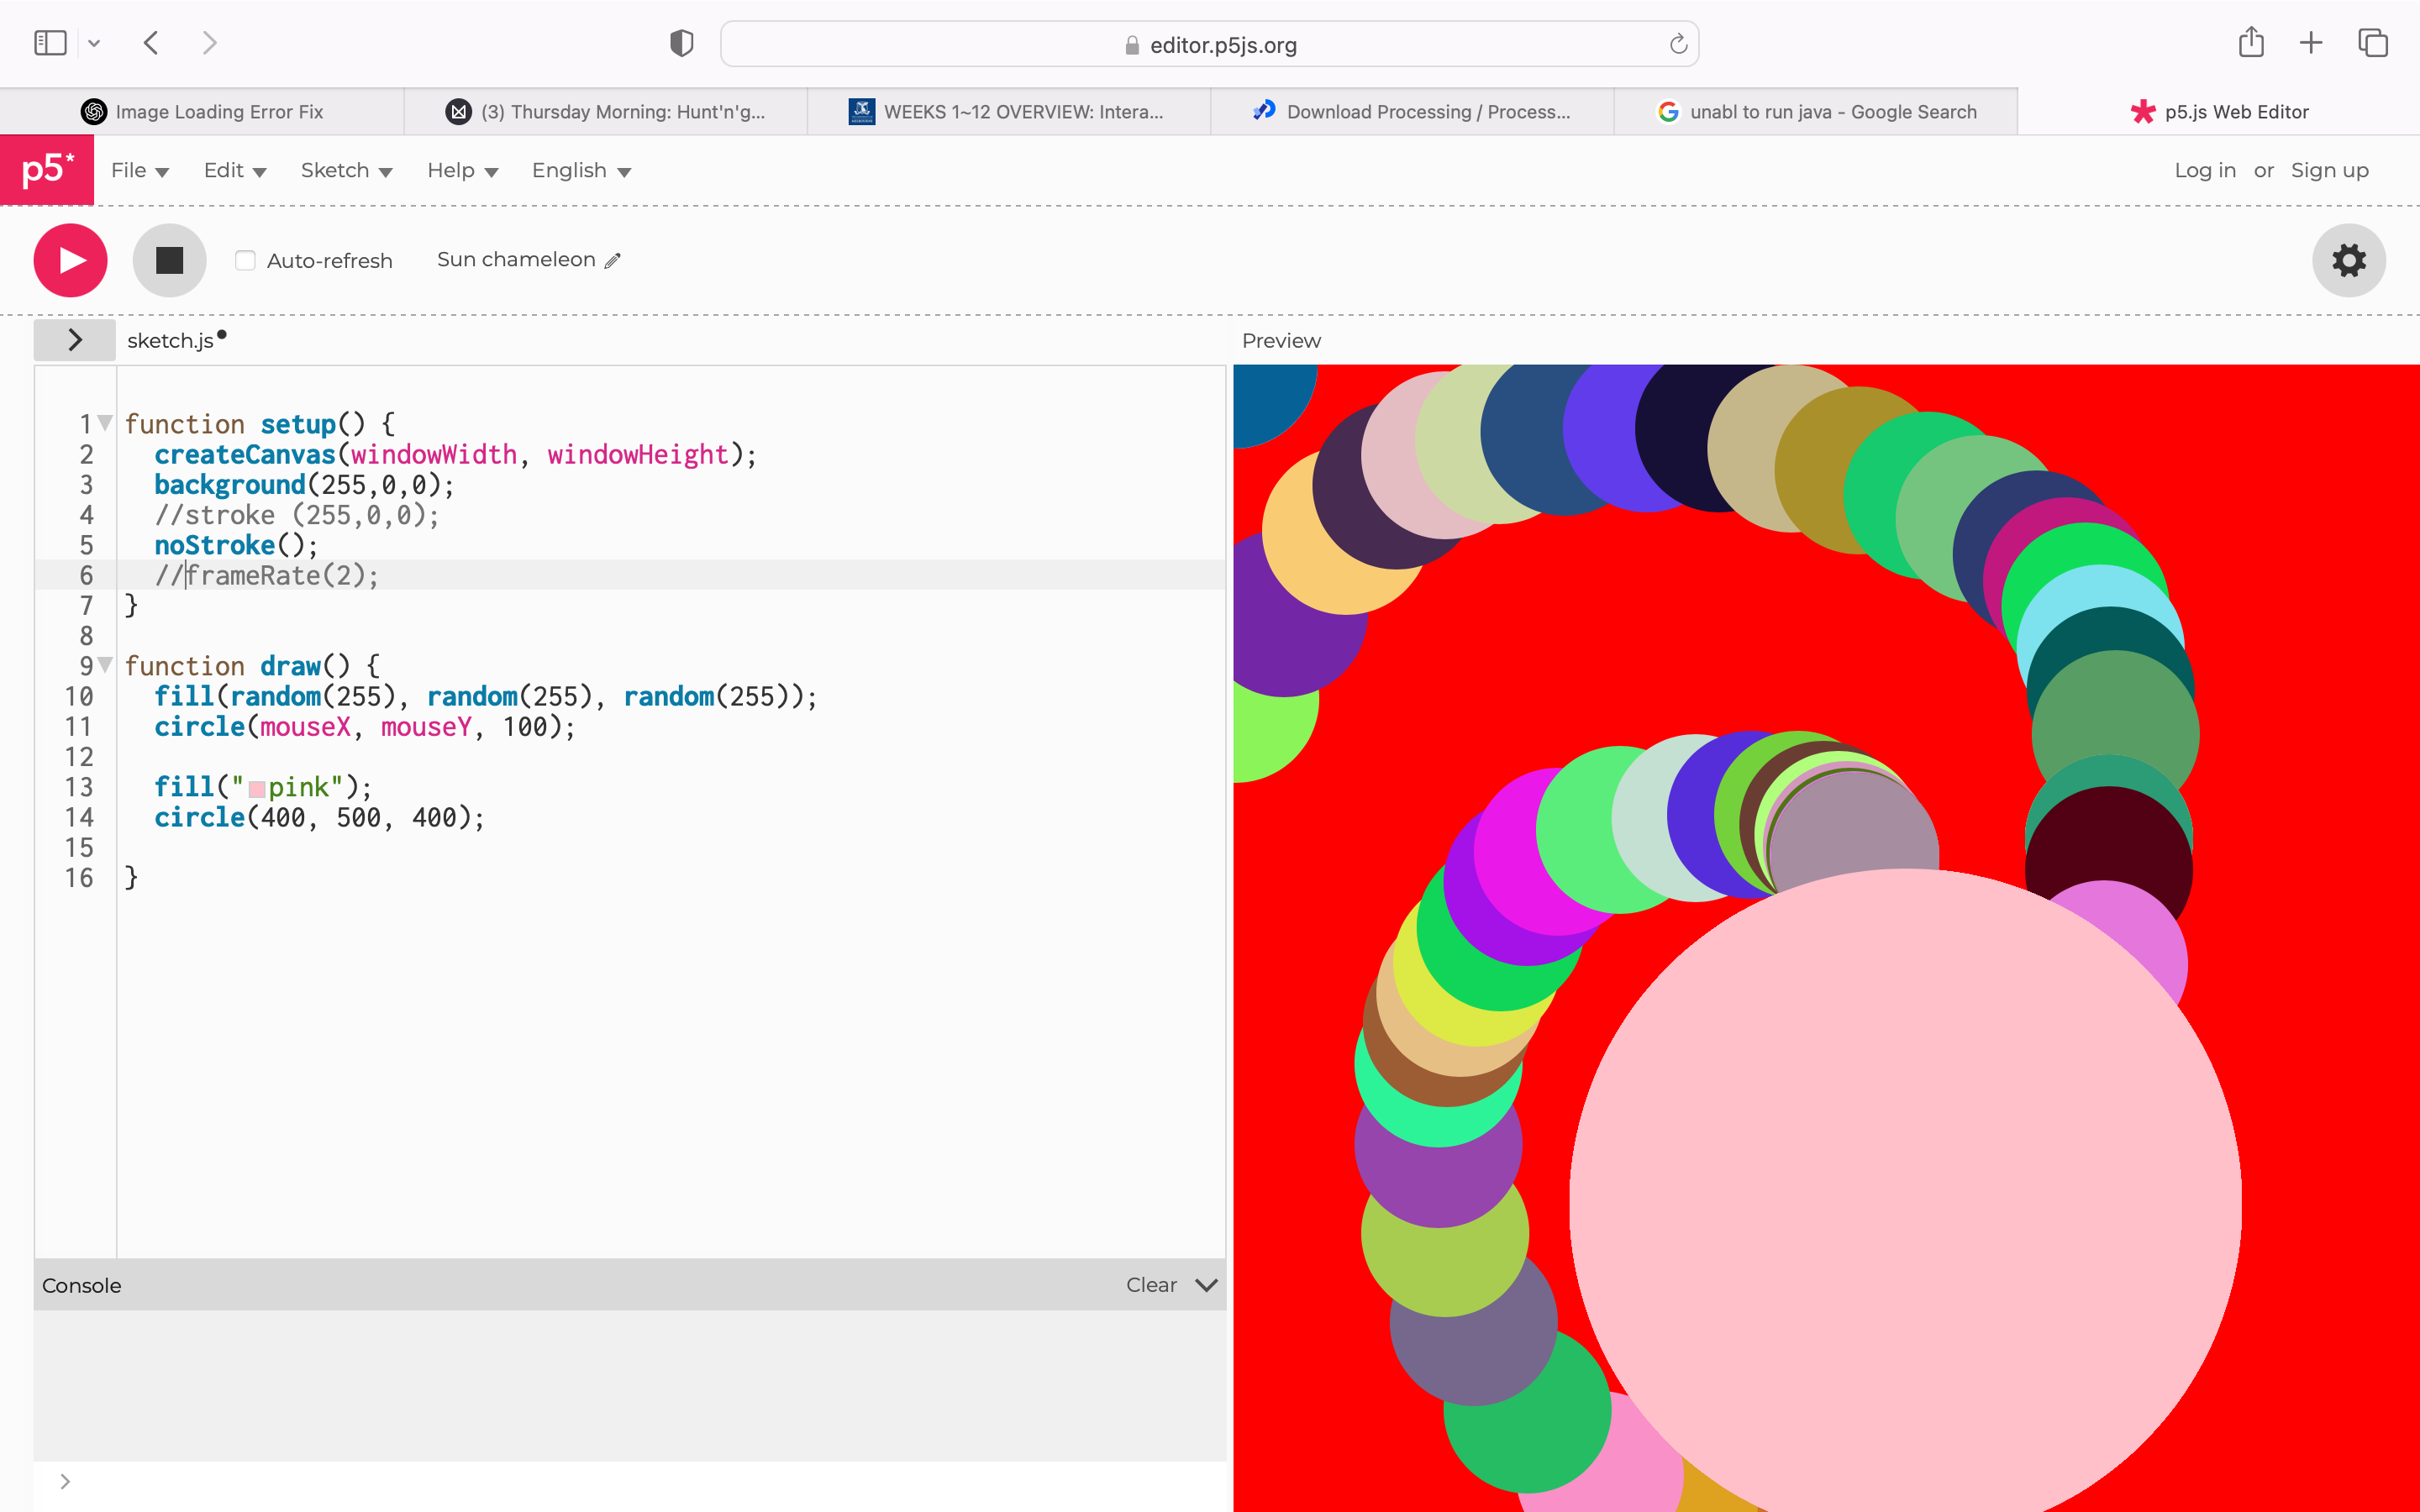 editor.p5js.org
Image Loading Error Fix
(3) Thursday Morning: Hunt'n'g...
WEEKS 1~12 OVERVIEW: Intera...
Download Processing / Process...
unabl to run java - Google Search
p5.js Web Editor
p5*
File
Edit
Sketch
Help
English
Log in or Sign up
Auto-refresh
Sun chameleon
sketch.js
Preview
1 function setup() {
2 createCanvas(windowWidth, windowHeight);
3 background(255,0,0);
4 //stroke (255,0,0);
5 noStroke();
6 //frameRate(2);
7 }
8
9 function draw() {
10 fill(random(255), random(255), random(255));
11 circle(mouseX, mouseY, 100);
12
13 fill("pink");
14 circle(400, 500, 400);
15
16 }
Console
Clear